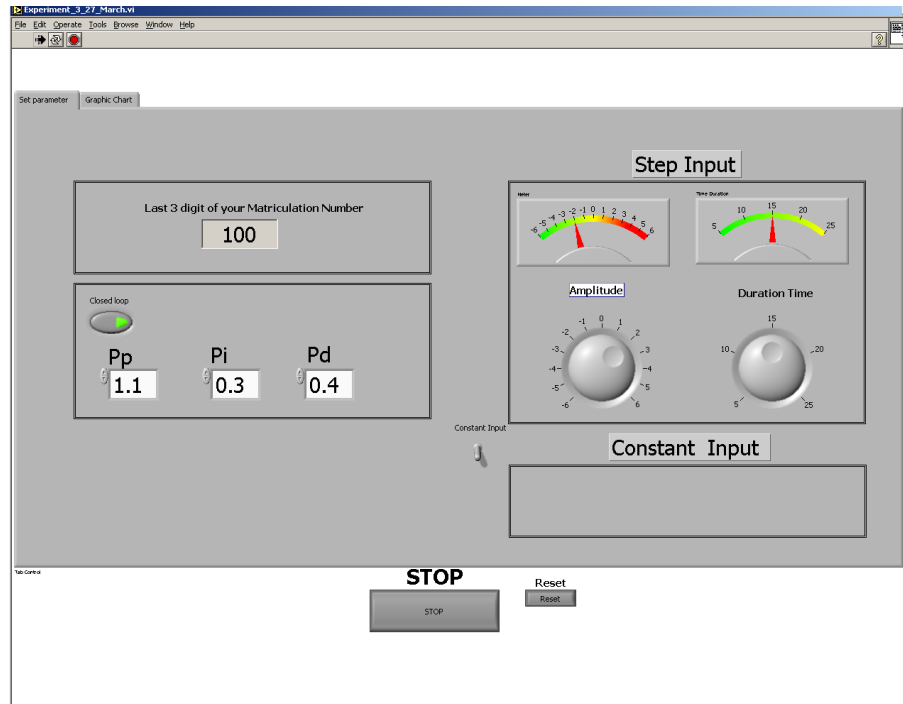 Experiment_3_27_March.vi
File Edit Operate Tools Browse Window Help
Set parameter Graphic Chart
Step Input
Last 3 digit of your Matriculation Number
100
Meter
-6 -5 -4 -3 -2 -1 0 1 2 3 4 5 6
Time Duration
5 10 15 20 25
Closed loop
Pp Pi Pd
1.1 0.3 0.4
Amplitude
-6 -5 -4 -3 -2 -1 0 1 2 3 4 5 6
Duration Time
5 10 15 20 25
Constant Input
Constant Input
Tab Control
STOP
STOP
Reset
Reset